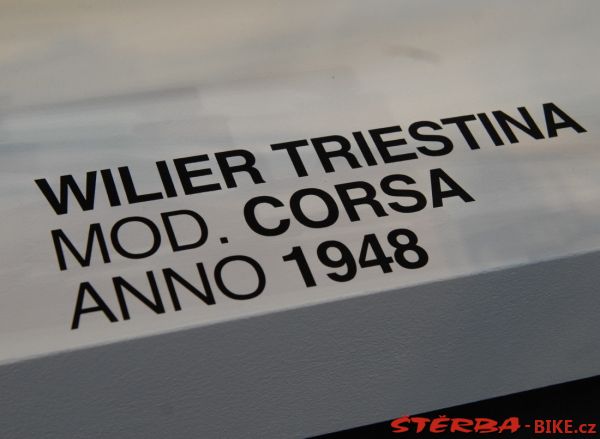 WILIER TRIESTINA
MOD. CORSA
ANNO 1948
ŠTĚRBA-BIKE.cz